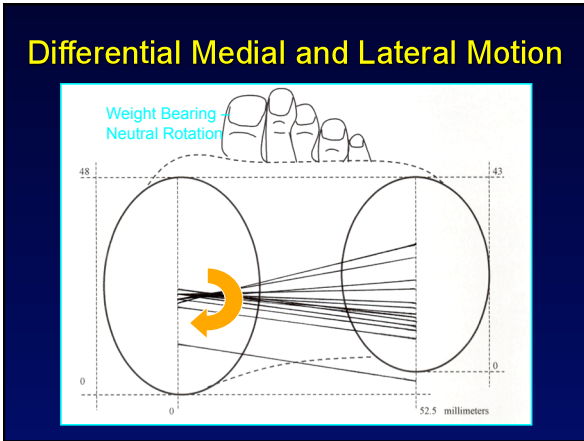 Differential Medial and Lateral Motion
Weight Bearing –
Neutral Rotation
48
43
0
0
0
52.5 millimeters